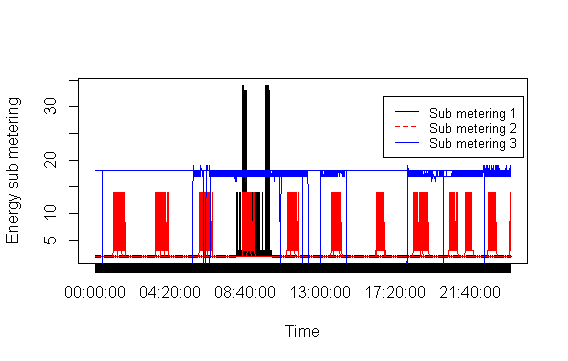 30
20
10
5
Energy sub metering
Sub metering 1
Sub metering 2
Sub metering 3
00:00:00 04:20:00 08:40:00 13:00:00 17:20:00 21:40:00
Time